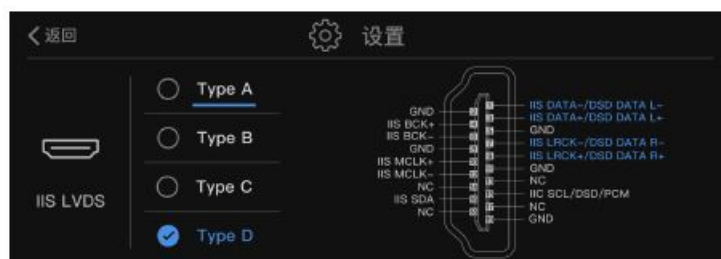 返回
设置
IIS LVDS
Type A
Type B
Type C
Type D
GND
IIS BCK+
IIS BCK-
GND
IIS MCLK+
IIS MCLK-
NC
IIS SDA
NC
IIS DATA-/DSD DATA L-
IIS DATA+/DSD DATA L+
GND
IIS LRCK-/DSD DATA R-
IIS LRCK+/DSD DATA R+
GND
NC
IIC SCL/DSD/PCM
NC
GND